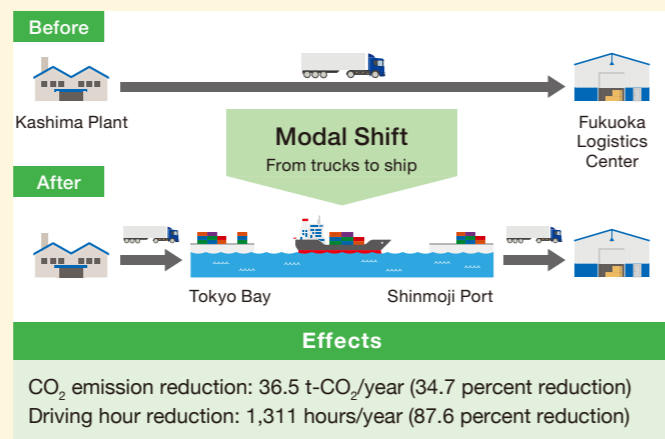 Before
Kashima Plant
Fukuoka
Logistics
Center
Modal Shift
From trucks to ship
After
Tokyo Bay
Shinmoji Port
Effects
CO₂ emission reduction: 36.5 t-CO₂/year (34.7 percent reduction)
Driving hour reduction: 1,311 hours/year (87.6 percent reduction)